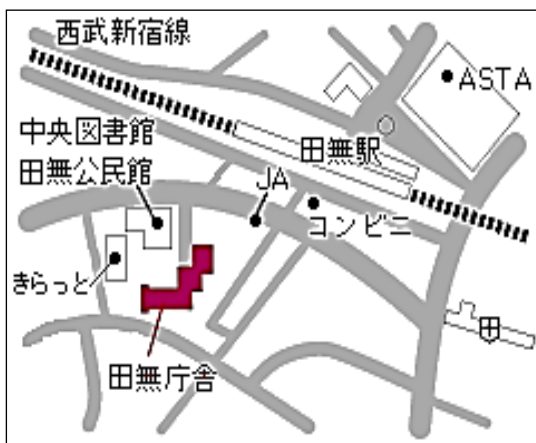 西武新宿線
ASTA
中央図書館
田無公民館
田無駅
JA
コンビニ
きらっと
田無庁舎